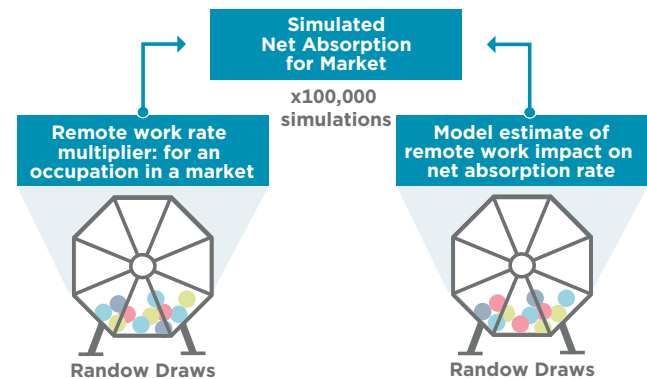 Simulated
Net Absorption
for Market
x100,000
simulations
Remote work rate
multiplier: for an
occupation in a market
Model estimate of
remote work impact on
net absorption rate
Randow Draws
Randow Draws